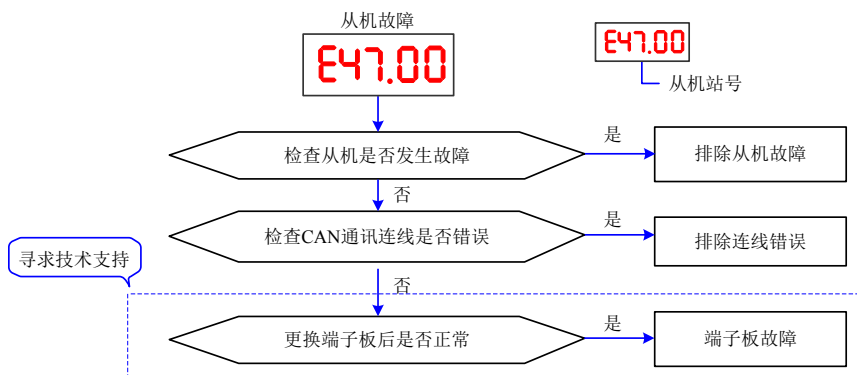 从机故障
E47.00
E47.00
从机站号
检查从机是否发生故障
是
排除从机故障
否
检查CAN通讯连线是否错误
是
排除连线错误
寻求技术支持
否
更换端子板后是否正常
是
端子板故障